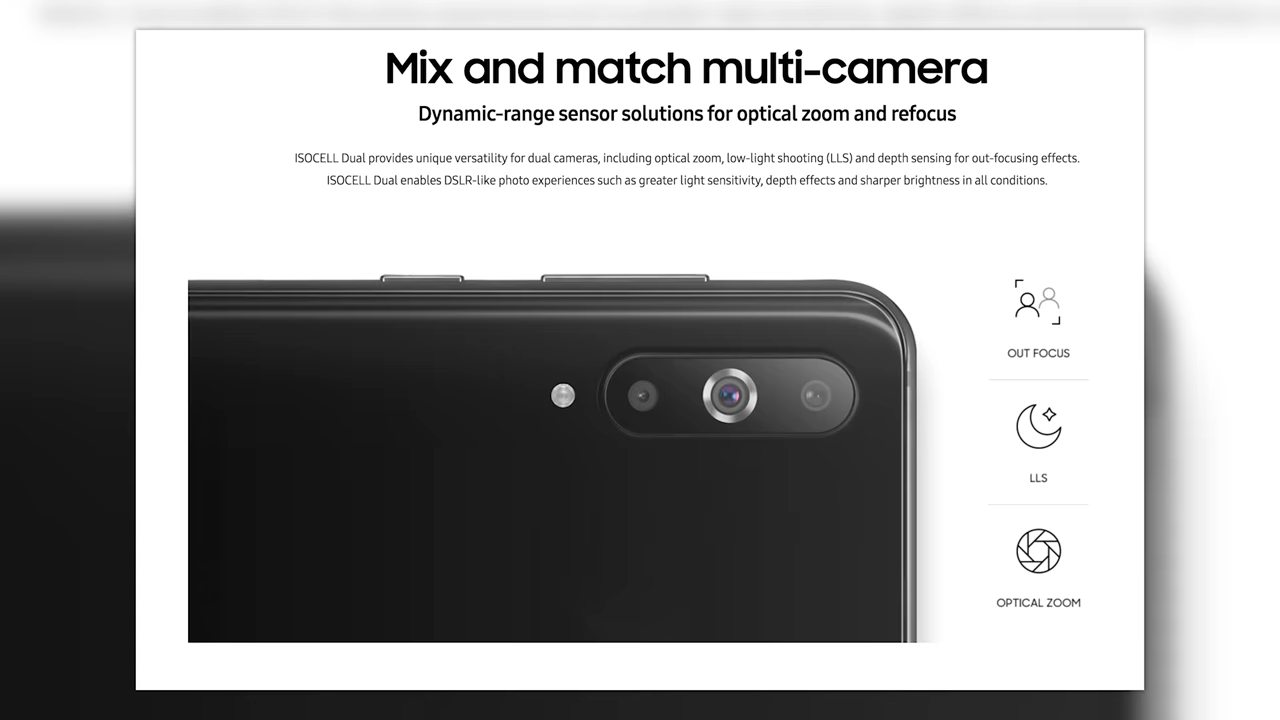 Mix and match multi-camera
Dynamic-range sensor solutions for optical zoom and refocus
ISOCELL Dual provides unique versatility for dual cameras, including optical zoom, low-light shooting (LLS) and depth sensing for out-focusing effects.
ISOCELL Dual enables DSLR-like photo experiences such as greater light sensitivity, depth effects and sharper brightness in all conditions.
OUT FOCUS
LLS
OPTICAL ZOOM